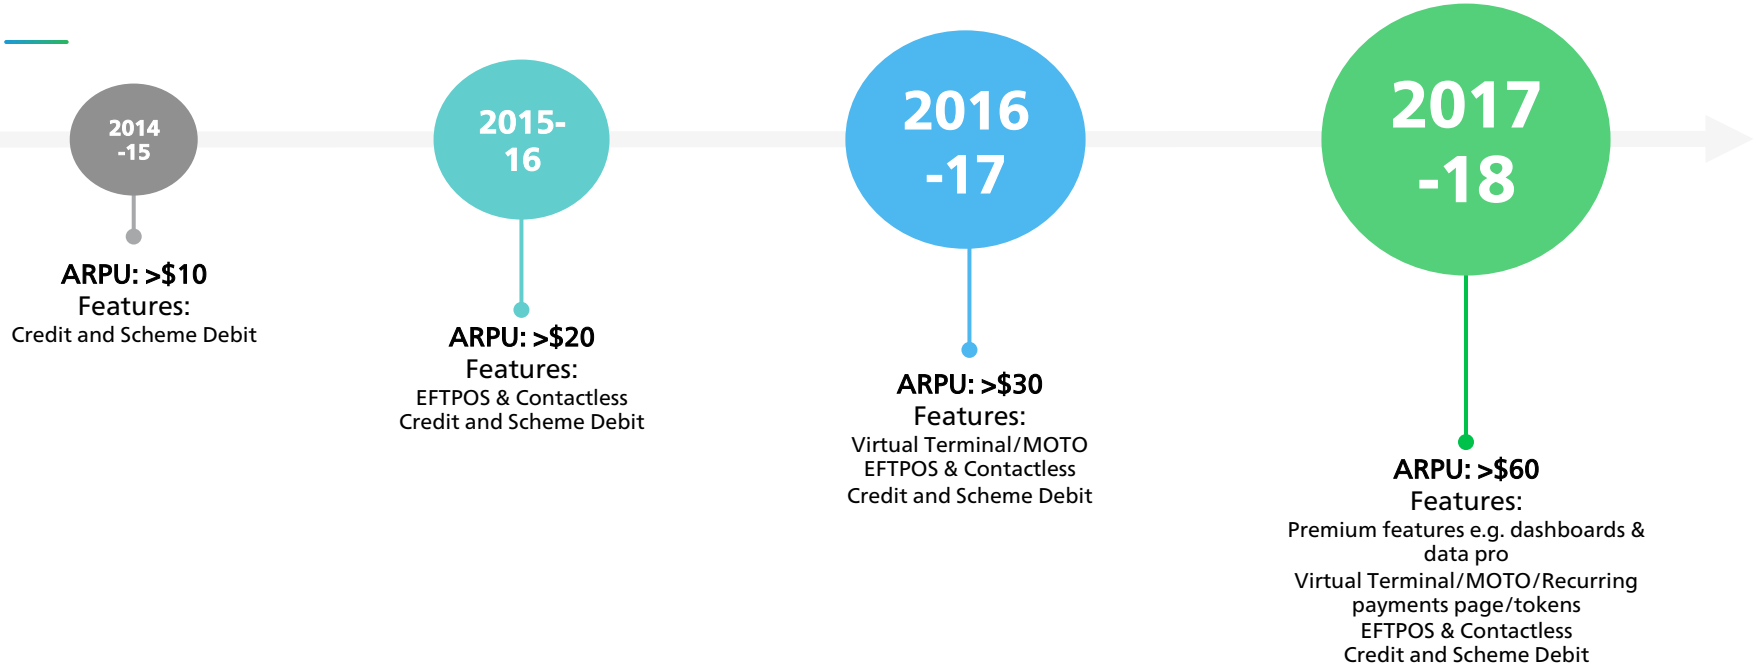 2014
-15
ARPU: >$10
Features:
Credit and Scheme Debit
2015-
16
ARPU: >$20
Features:
EFTPOS & Contactless
Credit and Scheme Debit
2016
-17
ARPU: >$30
Features:
Virtual Terminal/MOTO
EFTPOS & Contactless
Credit and Scheme Debit
2017
-18
ARPU: >$60
Features:
Premium features e.g. dashboards &
data pro
Virtual Terminal/MOTO/Recurring
payments page/tokens
EFTPOS & Contactless
Credit and Scheme Debit